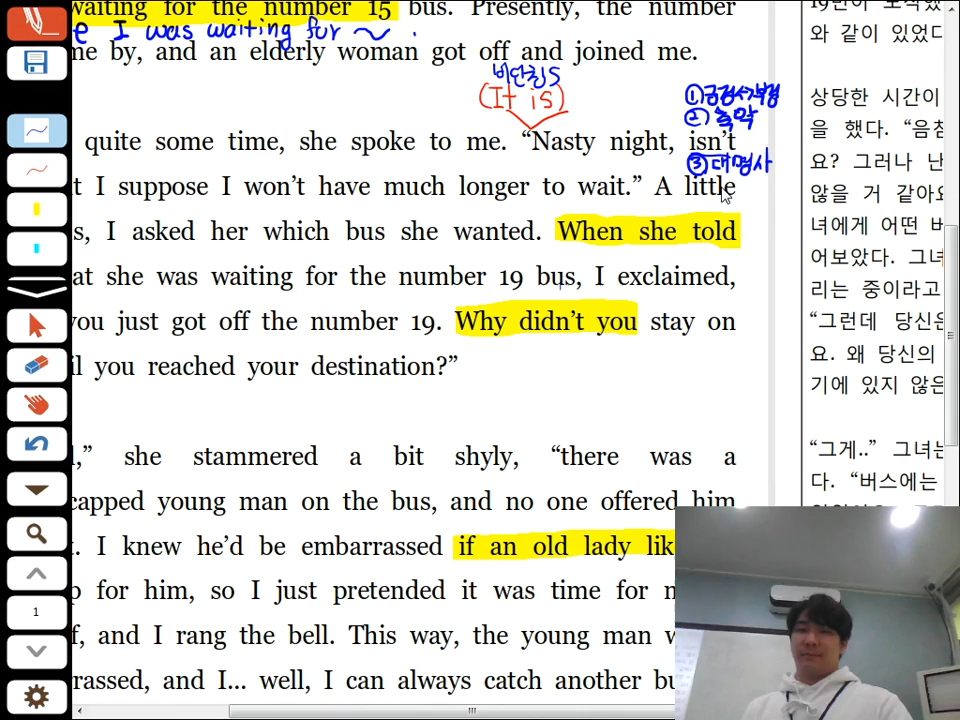 waiting for the number 15 bus. Presently, the number
e I was waiting for ~ .
me by, and an elderly woman got off and joined me.
비인칭S
(It is)
①긍정시부정
②축약
③대명사
quite some time, she spoke to me. “Nasty night, isn’t
t I suppose I won’t have much longer to wait.” A little
s, I asked her which bus she wanted. When she told
at she was waiting for the number 19 bus, I exclaimed,
you just got off the number 19. Why didn’t you stay on
il you reached your destination?”
l,” she stammered a bit shyly, “there was a
capped young man on the bus, and no one offered him
t. I knew he’d be embarrassed if an old lady lik
p for him, so I just pretended it was time for m
f, and I rang the bell. This way, the young man w
rassed, and I... well, I can always catch another bu
1
와 같이 있었다
상당한 시간이
을 했다. “음침
요? 그러나 난
않을 거 같아요
녀에게 어떤 버
어보았다. 그녀
리는 중이라고
“그런데 당신은
요. 왜 당신의
기에 있지 않은
“그게..” 그녀는
다. “버스에는